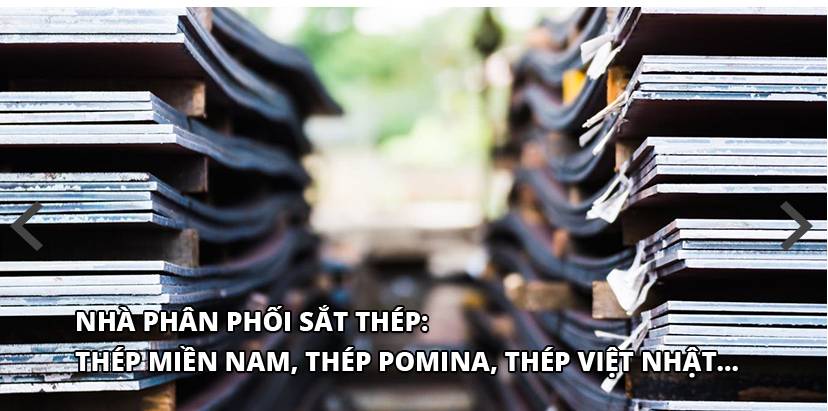 NHÀ PHÂN PHỐI SẮT THÉP:
THÉP MIỀN NAM, THÉP POMINA, THÉP VIỆT NHẬT...